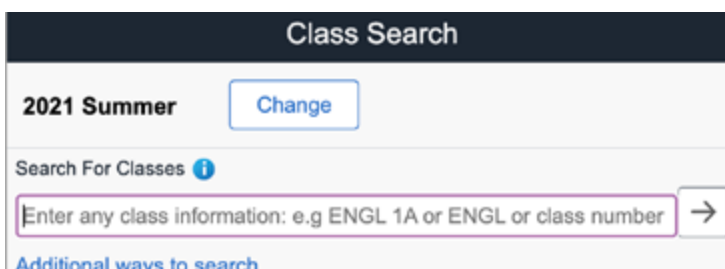 Class Search
2021 Summer Change
Search For Classes
Enter any class information: e.g ENGL 1A or ENGL or class number
Additional ways to search